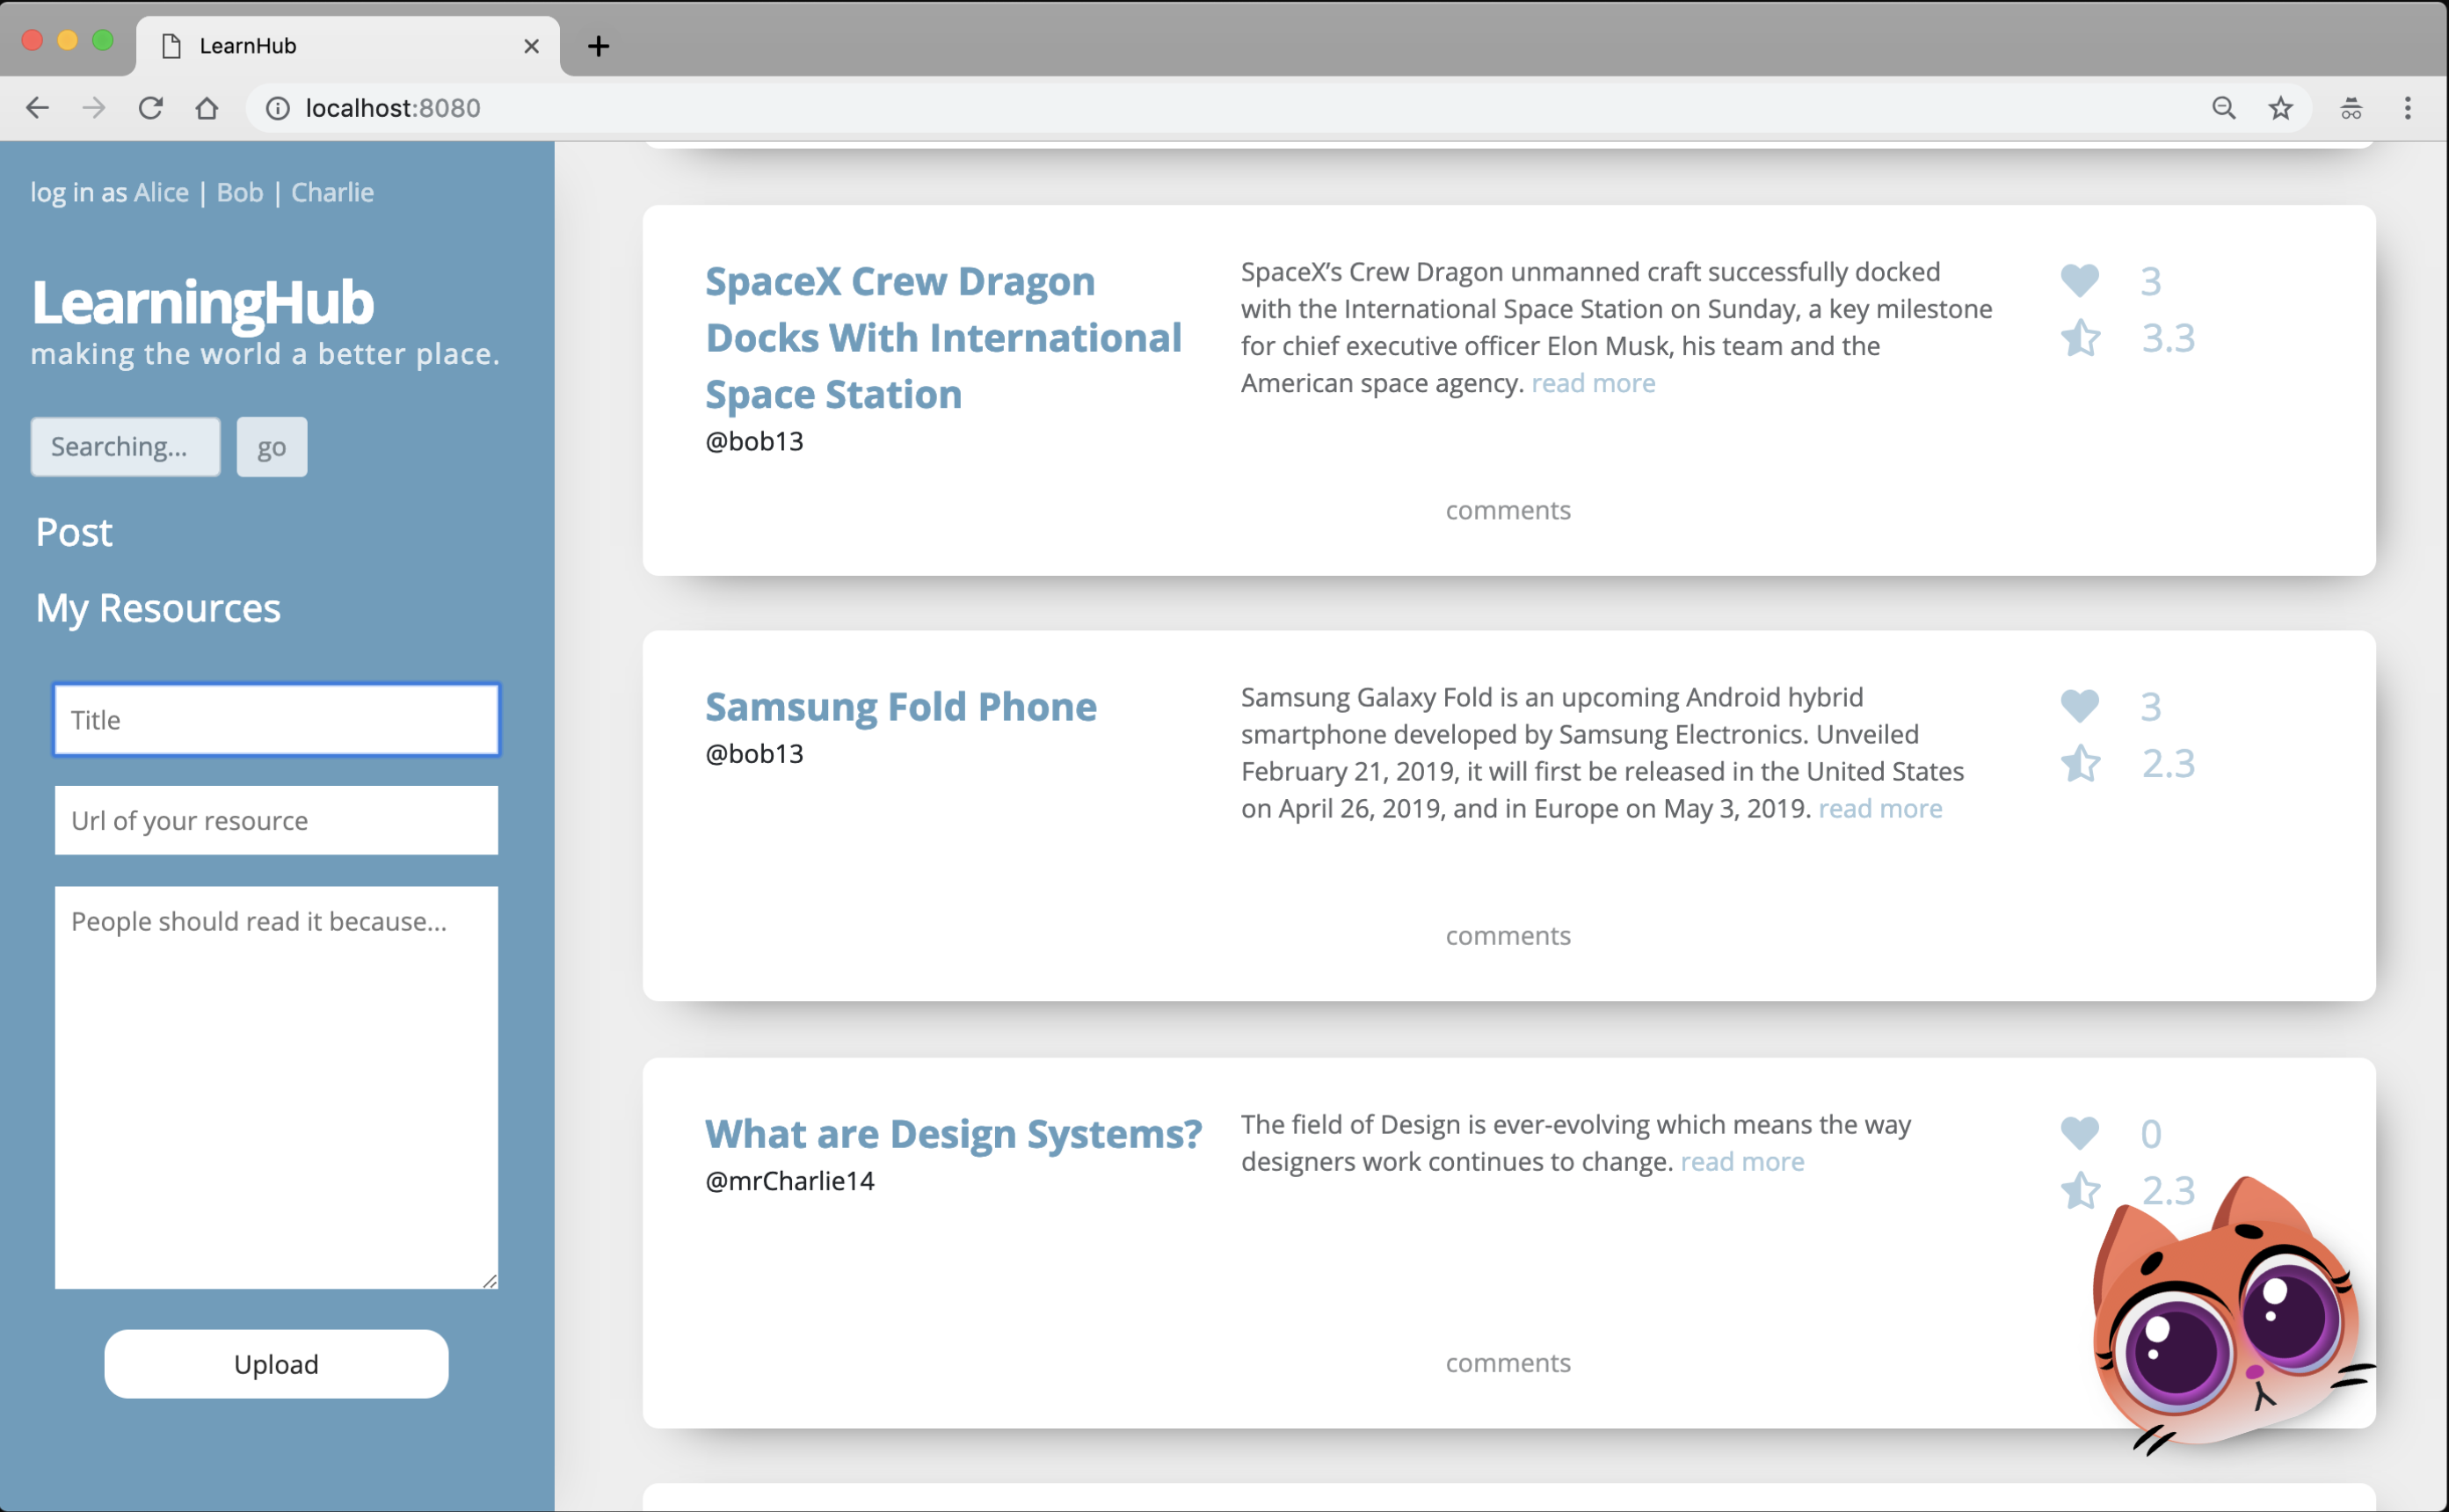 LearnHub
localhost:8080
log in as Alice | Bob | Charlie
LearningHub
making the world a better place.
Searching...
go
Post
My Resources
Title
Url of your resource
People should read it because...
Upload
SpaceX Crew Dragon
Docks With International
Space Station
@bob13
SpaceX’s Crew Dragon unmanned craft successfully docked
with the International Space Station on Sunday, a key milestone
for chief executive officer Elon Musk, his team and the
American space agency. read more
3
3.3
comments
Samsung Fold Phone
@bob13
Samsung Galaxy Fold is an upcoming Android hybrid
smartphone developed by Samsung Electronics. Unveiled
February 21, 2019, it will first be released in the United States
on April 26, 2019, and in Europe on May 3, 2019. read more
3
2.3
comments
What are Design Systems?
@mrCharlie14
The field of Design is ever-evolving which means the way
designers work continues to change. read more
0
2.3
comments